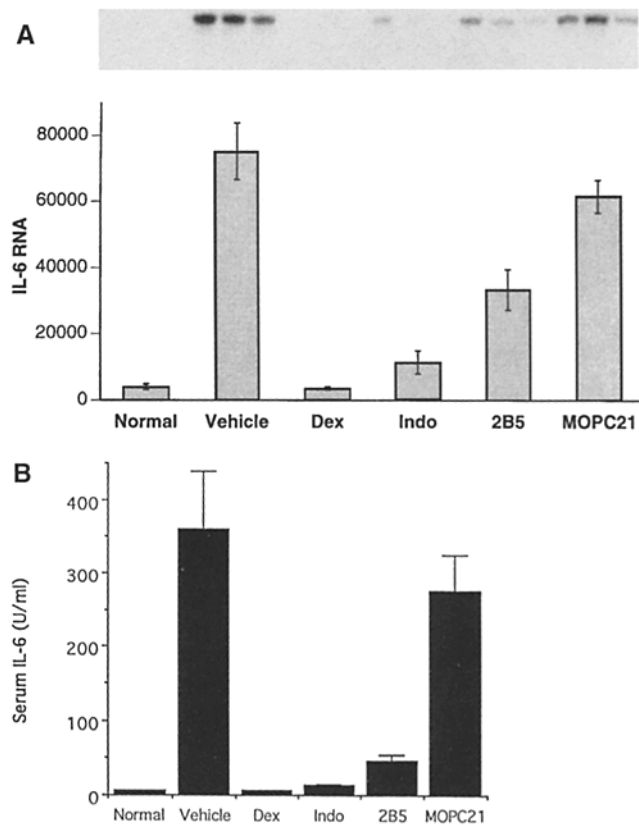 A
80000
60000
40000
20000
0
IL-6 RNA
Normal Vehicle Dex Indo 2B5 MOPC21
B
400
300
200
100
0
Serum IL-6 (U/ml)
Normal Vehicle Dex Indo 2B5 MOPC21